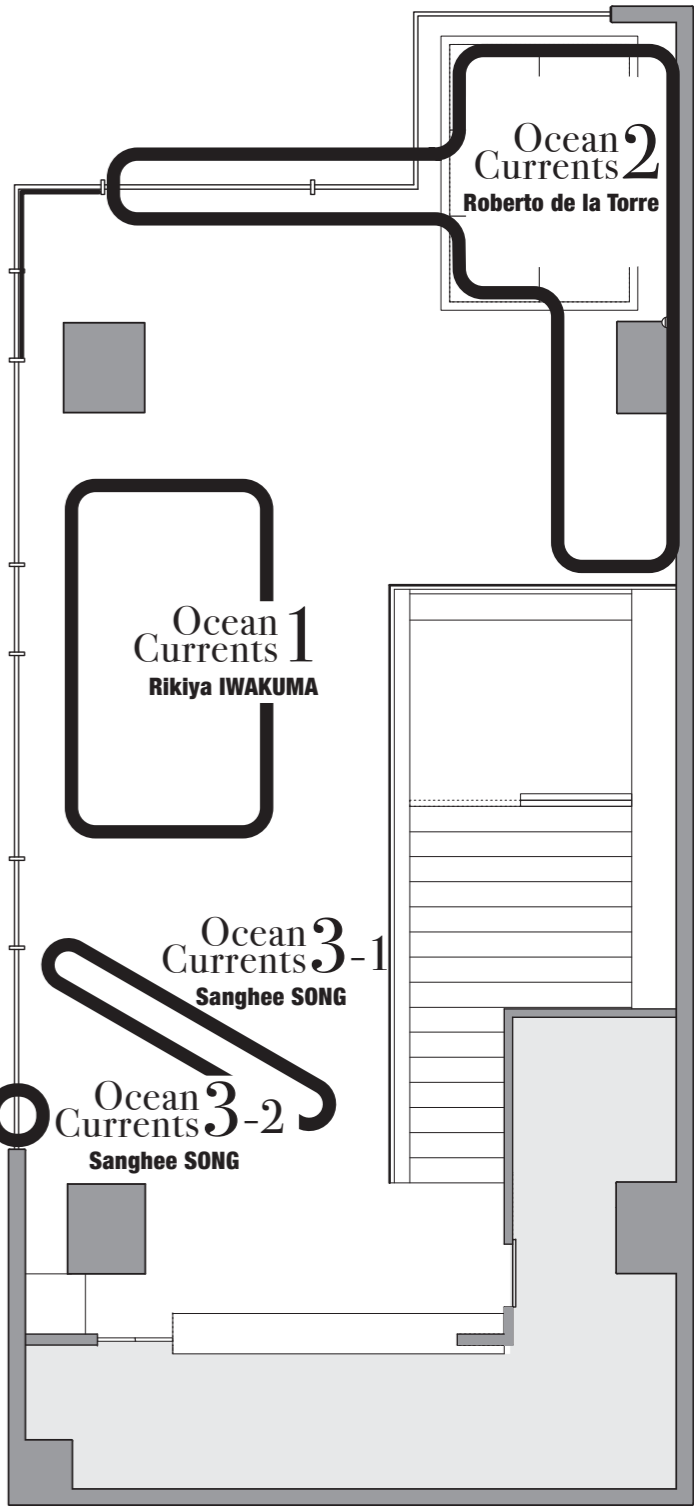 Ocean
Currents 2
Roberto de la Torre
Ocean
Currents 1
Rikiya IWAKUMA
Ocean
Currents 3-1
Sanghee SONG
Ocean
Currents 3-2
Sanghee SONG